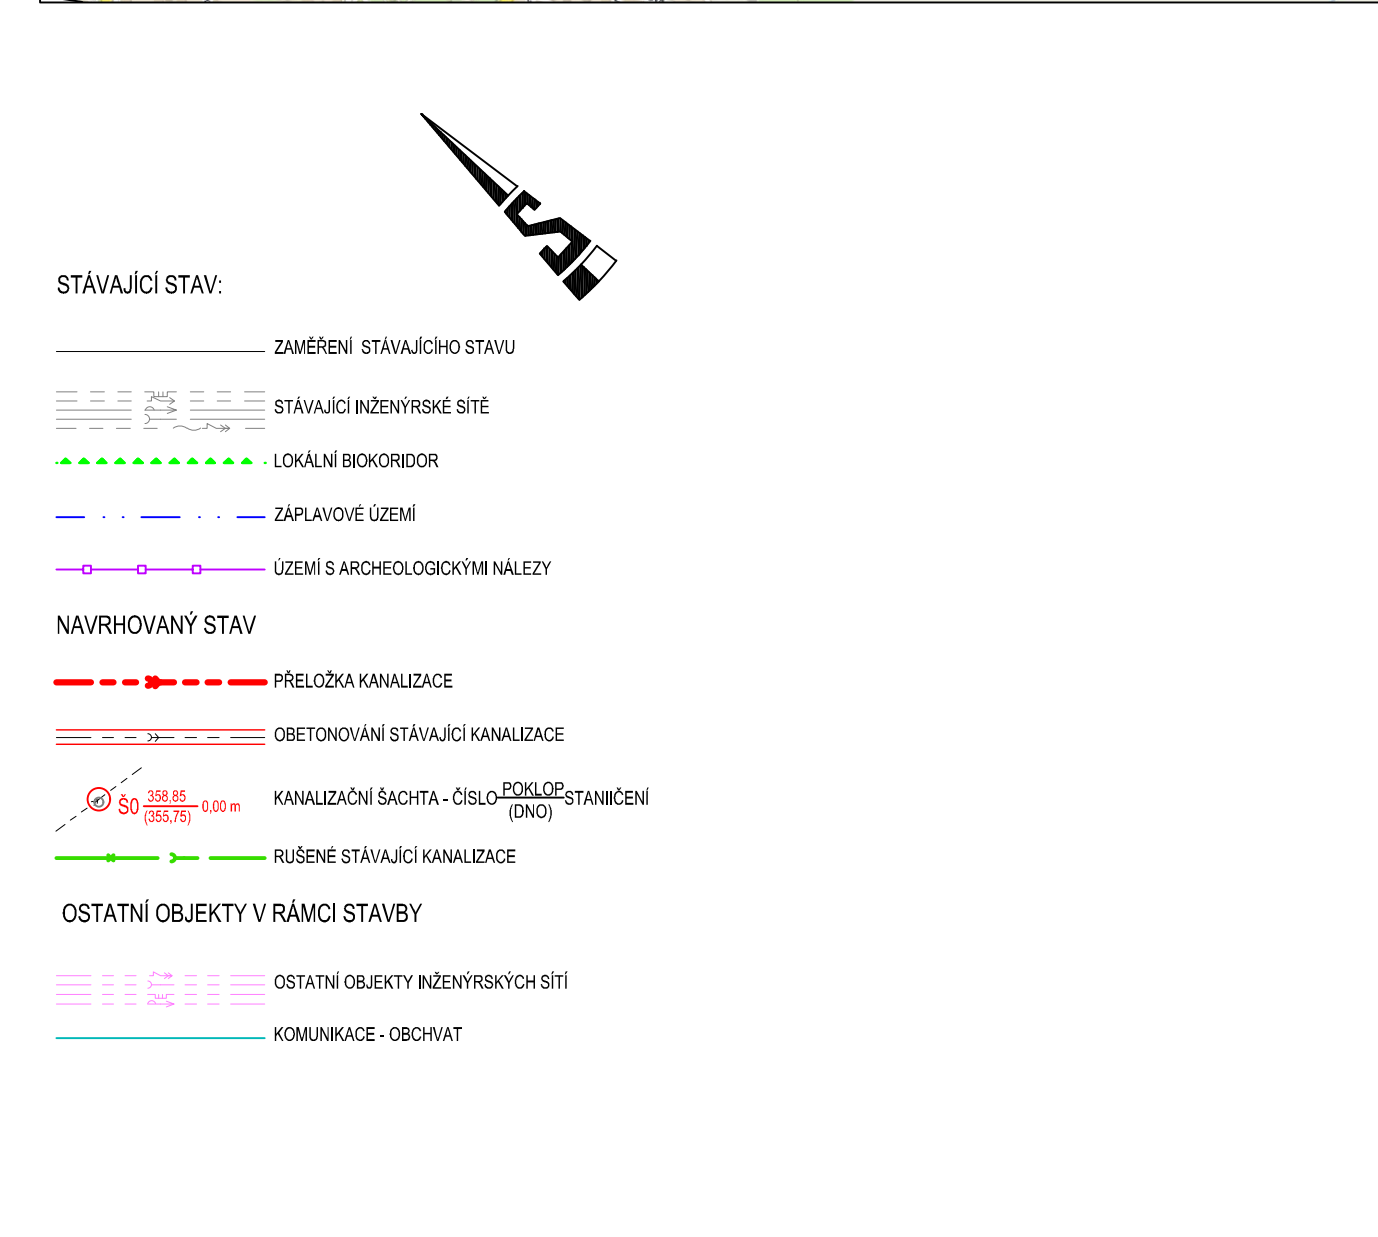 S
STÁVAJÍCÍ STAV:
ZAMĚŘENÍ STÁVAJÍCÍHO STAVU
STÁVAJÍCÍ INŽENÝRSKÉ SÍTĚ
LOKÁLNÍ BIOKORIDOR
ZÁPLAVOVÉ ÚZEMÍ
ÚZEMÍ S ARCHEOLOGICKÝMI NÁLEZY
NAVRHOVANÝ STAV
PŘELOŽKA KANALIZACE
OBETONOVÁNÍ STÁVAJÍCÍ KANALIZACE
Š0 358,85 (355,75) 0,00 m
KANALIZAČNÍ ŠACHTA - ČÍSLO POKLOP (DNO) STANIIČENÍ
RUŠENÉ STÁVAJÍCÍ KANALIZACE
OSTATNÍ OBJEKTY V RÁMCI STAVBY
OSTATNÍ OBJEKTY INŽENÝRSKÝCH SÍTÍ
KOMUNIKACE - OBCHVAT